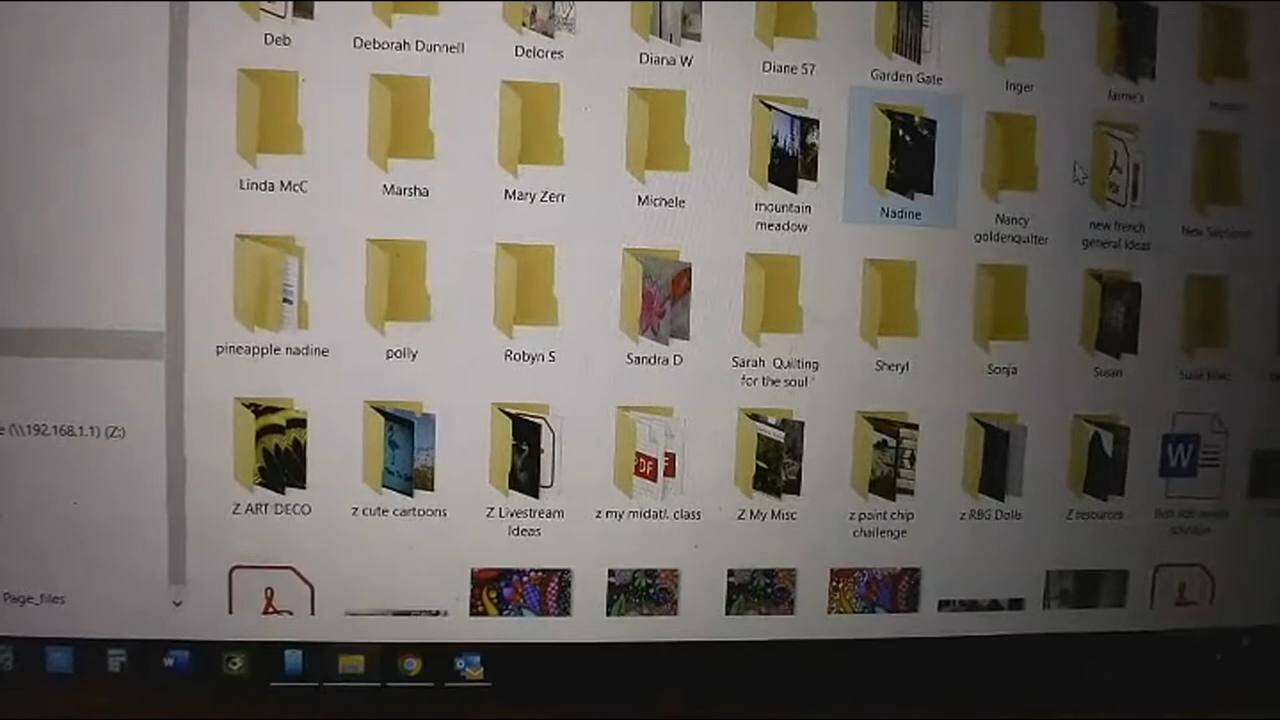 Deb
Deborah Dunnell
Delores
Diana W
Diane 57
Garden Gate
Inger
Jaime's
Linda McC
Marsha
Mary Zerr
Michele
mountain
meadow
Nadine
Nancy
goldenquilter
new french
general ideas
pineapple nadine
polly
Robyn S
Sandra D
Sarah Quilting
for the soul
Sheryl
Sonja
Susan
e (\\192.168.1.1) (Z:)
Z ART DECO
z cute cartoons
Z Livestream
Ideas
z my midatl. class
Z My Misc
z paint chip
challenge
z RBG Dolls
Z resources
PDF
PDF
W
Page_files